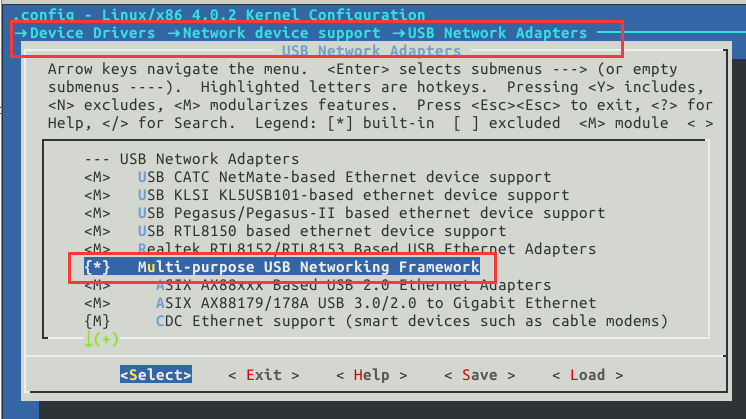 .config - Linux/x86 4.0.2 Kernel Configuration
→Device Drivers →Network device support →USB Network Adapters
USB Network Adapters
Arrow keys navigate the menu.  <Enter> selects submenus ---> (or empty
submenus ----).  Highlighted letters are hotkeys.  Pressing <Y> includes,
<N> excludes, <M> modularizes features.  Press <Esc><Esc> to exit, <?> for
Help, </> for Search.  Legend: [*] built-in  [ ] excluded  <M> module  < >
--- USB Network Adapters
<M>   USB CATC NetMate-based Ethernet device support
<M>   USB KLSI KL5USB101-based ethernet device support
<M>   USB Pegasus/Pegasus-II based ethernet device support
<M>   USB RTL8150 based ethernet device support
<M>   Realtek RTL8152/RTL8153 Based USB Ethernet Adapters
{*}   Multi-purpose USB Networking Framework
<M>     ASIX AX88xxx Based USB 2.0 Ethernet Adapters
<M>     ASIX AX88179/178A USB 3.0/2.0 to Gigabit Ethernet
{M}     CDC Ethernet support (smart devices such as cable modems)
↓(+)
<Select>    < Exit >    < Help >    < Save >    < Load >